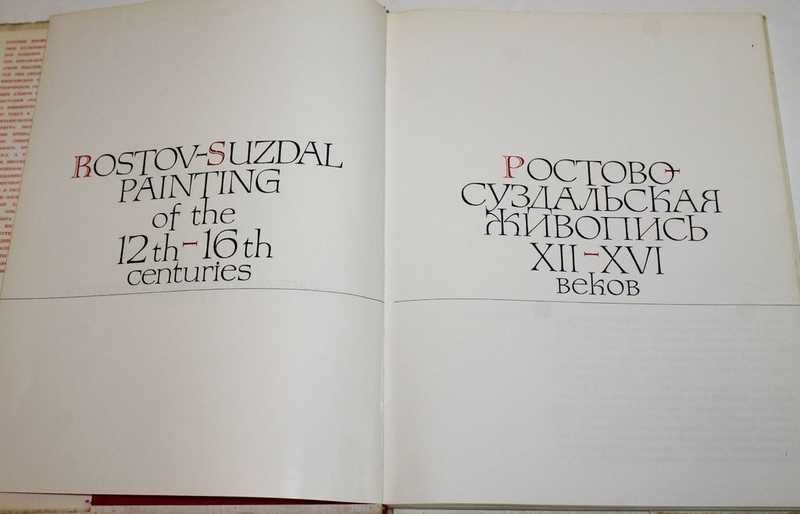 ROSTOV-SUZDAL
PAINTING
of the
12th-16th
centuries
РОСТОВО-
СУЗДАЛЬСКАЯ
ЖИВОПИСЬ
XII-XVI
веков